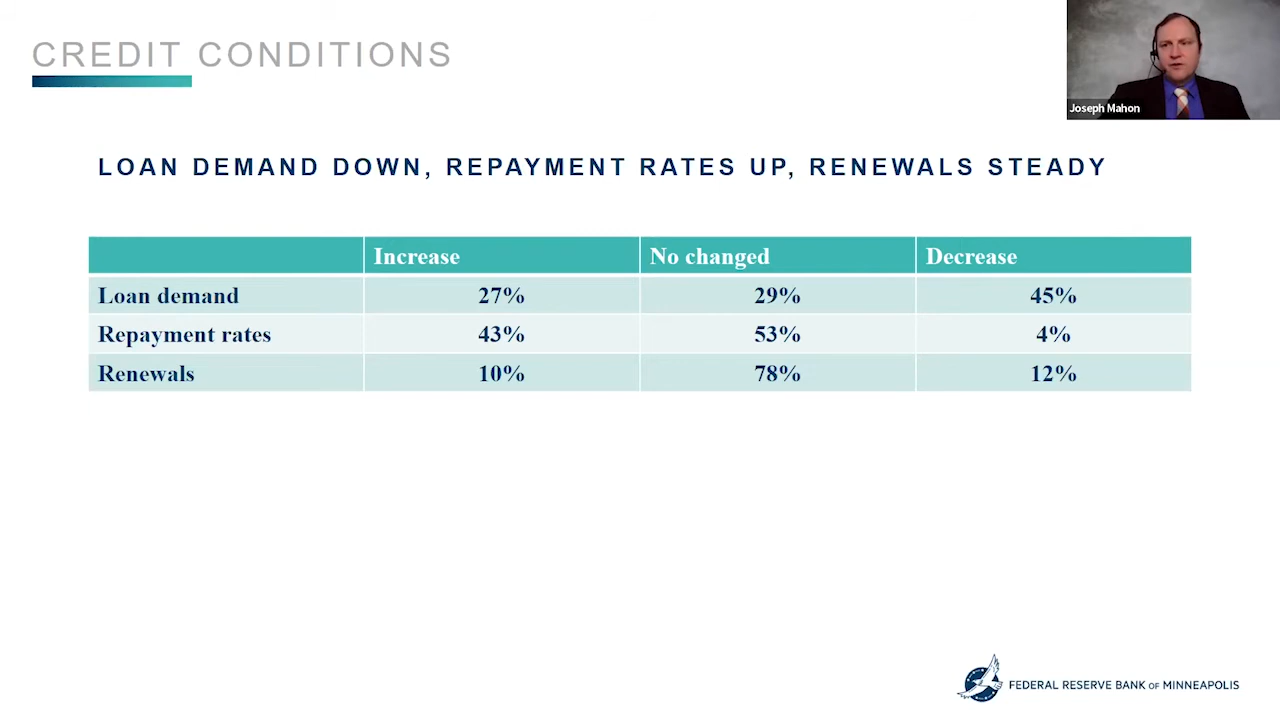 CREDIT CONDITIONS
Joseph Mahon
LOAN DEMAND DOWN, REPAYMENT RATES UP, RENEWALS STEADY
Increase No changed Decrease
Loan demand 27% 29% 45%
Repayment rates 43% 53% 4%
Renewals 10% 78% 12%
FEDERAL RESERVE BANK OF MINNEAPOLIS